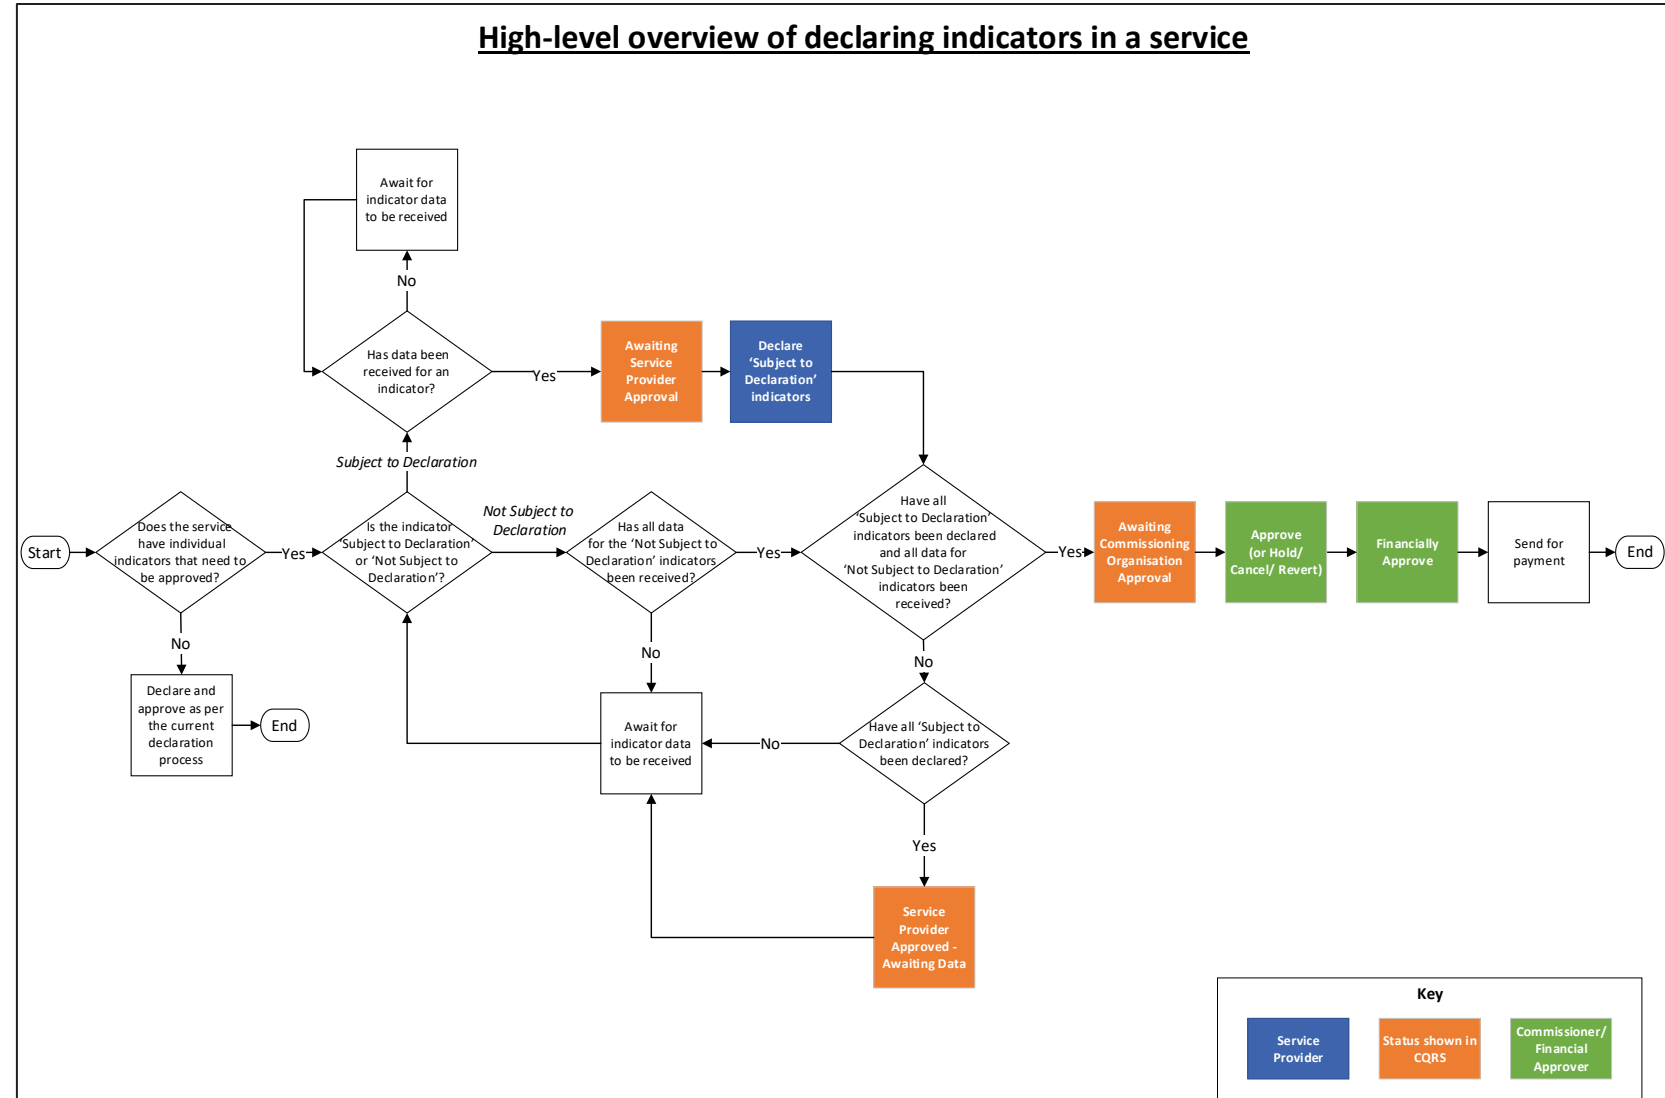 High-level overview of declaring indicators in a service
Await for
indicator data
to be received
No
Has data been
received for an
indicator?
Yes
Awaiting
Service
Provider
Approval
Declare
‘Subject to
Declaration’
indicators
Subject to Declaration
Start
Does the service
have individual
indicators that need to
be approved?
Yes
Is the indicator
‘Subject to Declaration’
or ‘Not Subject to
Declaration’?
Not Subject to
Declaration
Has all data
for the ‘Not Subject to
Declaration’ indicators
been received?
Yes
Have all
‘Subject to Declaration’
indicators been declared
and all data for
‘Not Subject to Declaration’
indicators been
received?
Yes
Awaiting
Commissioning
Organisation
Approval
Approve
(or Hold/
Cancel/ Revert)
Financially
Approve
Send for
payment
End
No
Declare and
approve as per
the current
declaration
process
End
No
Await for
indicator data
to be received
No
No
Have all ‘Subject to
Declaration’ indicators
been declared?
Yes
Service
Provider
Approved -
Awaiting Data
Key
Service
Provider
Status shown in
CQRS
Commissioner/
Financial
Approver